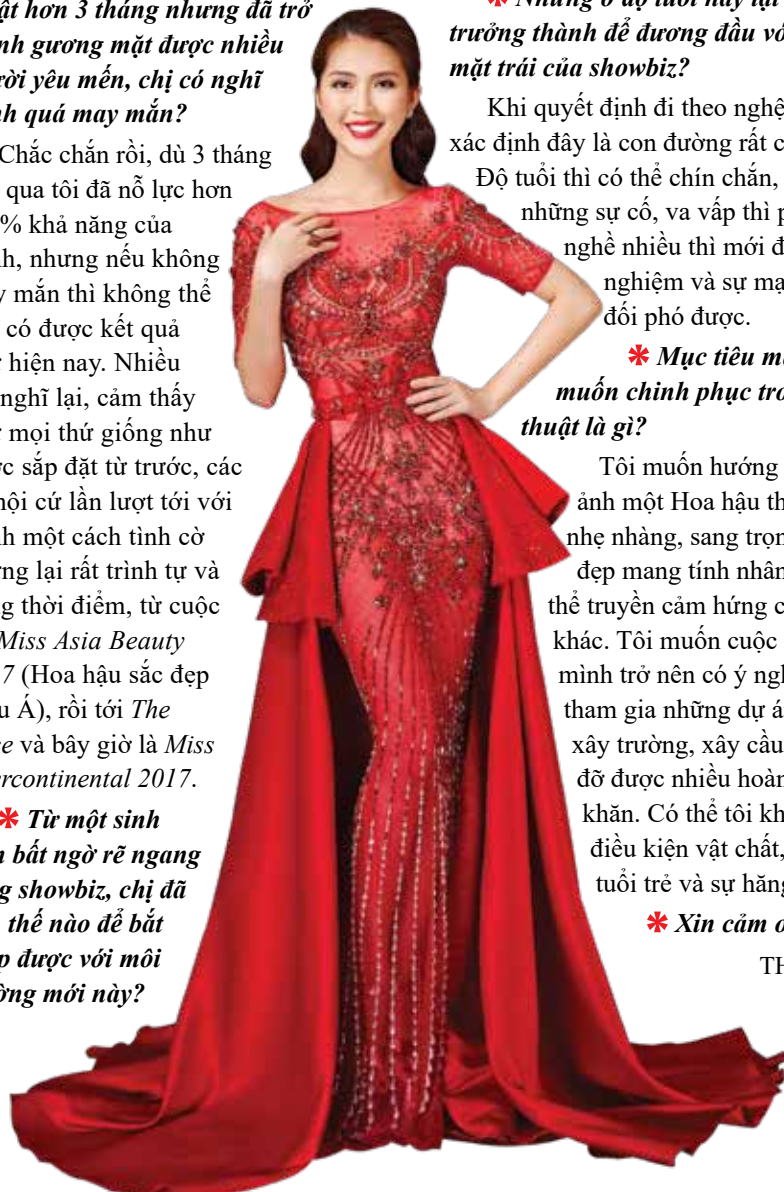 ật hơn 3 tháng nhưng đã trở
nh gương mặt được nhiều
ời yêu mến, chị có nghĩ
nh quá may mắn?
Chắc chắn rồi, dù 3 tháng
qua tôi đã nỗ lực hơn
% khả năng của
nh, nhưng nếu không
y mắn thì không thể
có được kết quả
hiện nay. Nhiều
nghĩ lại, cảm thấy
mọi thứ giống như
ợc sắp đặt từ trước, các
hội cứ lần lượt tới với
nh một cách tình cờ
ng lại rất trình tự và
g thời điểm, từ cuộc
Miss Asia Beauty
7 (Hoa hậu sắc đẹp
u Á), rồi tới The
e và bây giờ là Miss
ercontinental 2017.
* Từ một sinh
n bất ngờ rẽ ngang
g showbiz, chị đã
thế nào để bắt
p được với môi
ờng mới này?
* Nhưng ở độ tuổi này lại
trưởng thành để đương đầu vớ
mặt trái của showbiz?
Khi quyết định đi theo nghệ
xác định đây là con đường rất c
Độ tuổi thì có thể chín chắn,
những sự cố, va vấp thì p
nghề nhiều thì mới đ
nghiệm và sự mạ
đối phó được.
* Mục tiêu m
muốn chinh phục tro
thuật là gì?
Tôi muốn hướng
ảnh một Hoa hậu th
nhẹ nhàng, sang trọn
đẹp mang tính nhân
thể truyền cảm hứng c
khác. Tôi muốn cuộc
mình trở nên có ý ngh
tham gia những dự á
xây trường, xây cầu
đỡ được nhiều hoàn
khăn. Có thể tôi kh
điều kiện vật chất,
tuổi trẻ và sự hăng
* Xin cảm ơ
TH